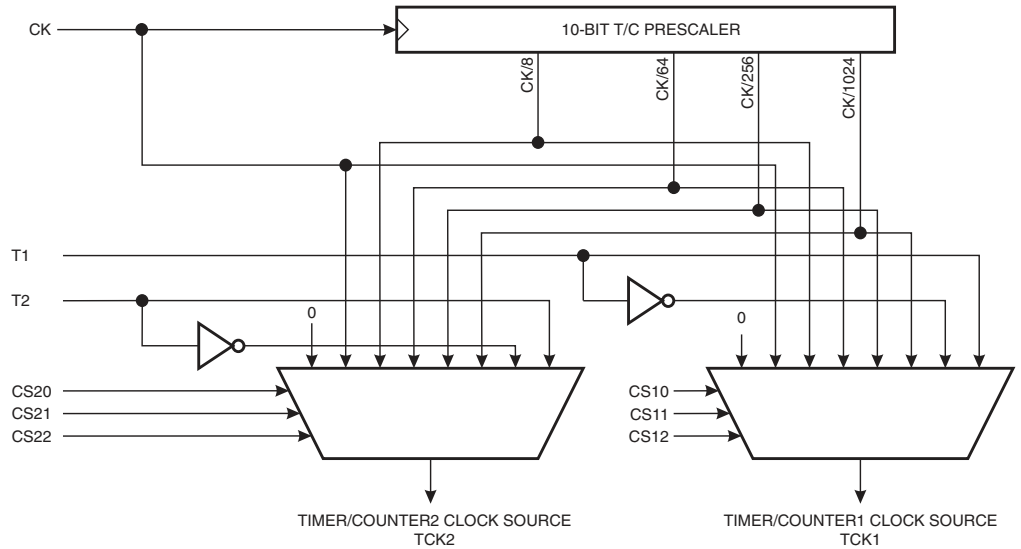 CK
10-BIT T/C PRESCALER
CK/8
CK/64
CK/256
CK/1024
T1
T2
0
0
CS20
CS21
CS22
CS10
CS11
CS12
TIMER/COUNTER2 CLOCK SOURCE
TCK2
TIMER/COUNTER1 CLOCK SOURCE
TCK1